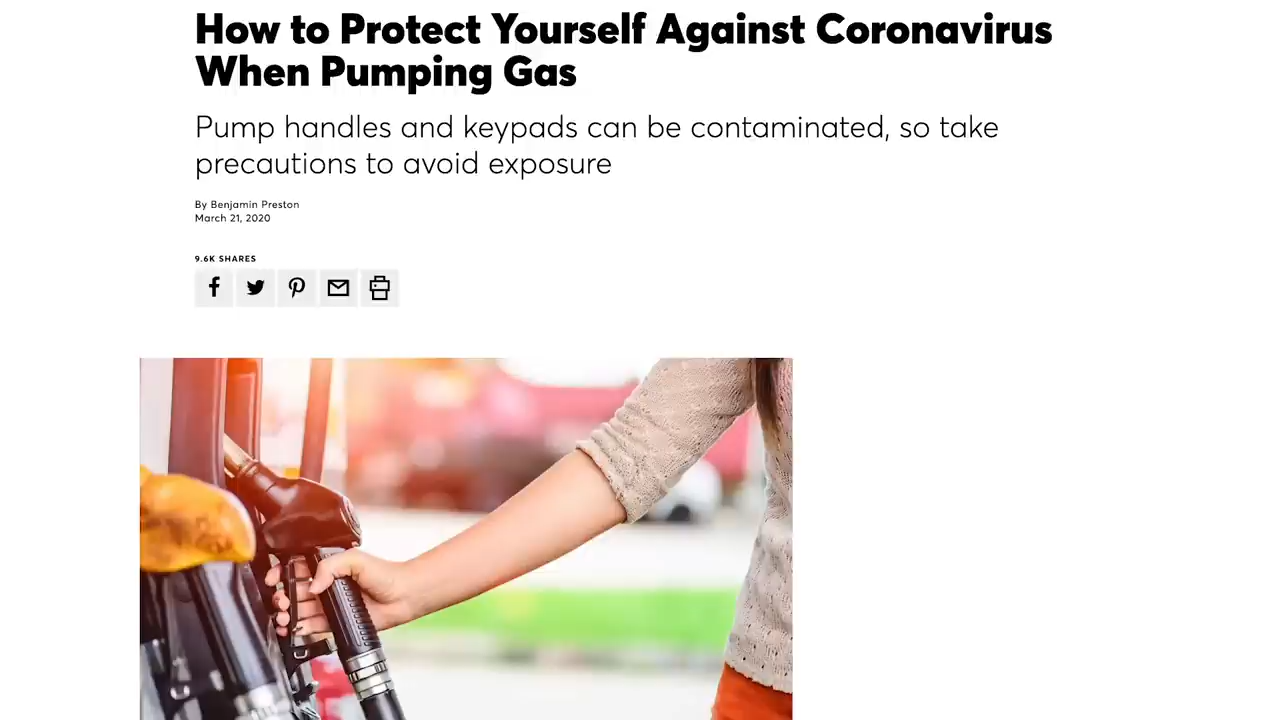 How to Protect Yourself Against Coronavirus
When Pumping Gas
Pump handles and keypads can be contaminated, so take
precautions to avoid exposure
By Benjamin Preston
March 21, 2020
9.6K SHARES